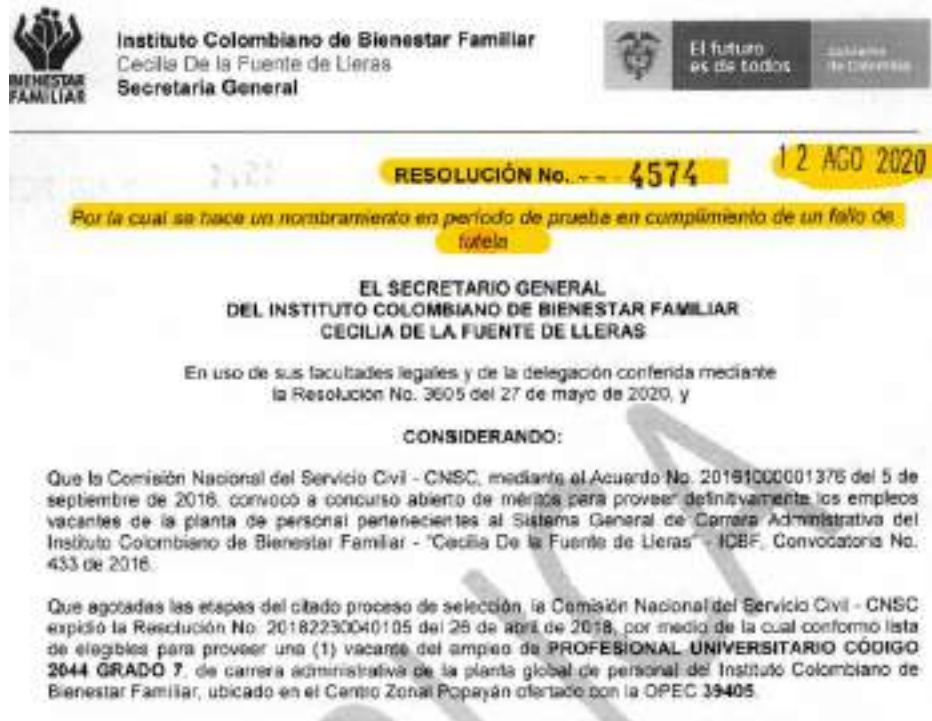 BIENESTAR
FAMILIAR
Instituto Colombiano de Bienestar Familiar
Cecilia De la Fuente de Lleras
Secretaria General
El futuro
es de todos
Gobierno
de Colombia
RESOLUCIÓN No. - - 4574
12 AGO 2020
Por la cual se hace un nombramiento en período de prueba en cumplimiento de un fallo de
tutela
EL SECRETARIO GENERAL
DEL INSTITUTO COLOMBIANO DE BIENESTAR FAMILIAR
CECILIA DE LA FUENTE DE LLERAS
En uso de sus facultades legales y de la delegación conferida mediante
la Resolución No. 3605 del 27 de mayo de 2020, y
CONSIDERANDO:
Que la Comisión Nacional del Servicio Civil - CNSC, mediante el Acuerdo No. 20161000001376 del 5 de
septiembre de 2016, convocó a concurso abierto de méritos para proveer definitivamente los empleos
vacantes de la planta de personal pertenecientes al Sistema General de Carrera Administrativa del
Instituto Colombiano de Bienestar Familiar - "Cecilia De la Fuente de Lleras" - ICBF, Convocatoria No.
433 de 2016.
Que agotadas las etapas del citado proceso de selección, la Comisión Nacional del Servicio Civil - CNSC
expidió la Resolución No. 20182230040105 del 26 de abril de 2018, por medio de la cual conformó lista
de elegibles para proveer una (1) vacante del empleo de PROFESIONAL UNIVERSITARIO CÓDIGO
2044 GRADO 7, de carrera administrativa de la planta global de personal del Instituto Colombiano de
Bienestar Familiar, ubicado en el Centro Zonal Popayán ofertado con la OPEC 39405.